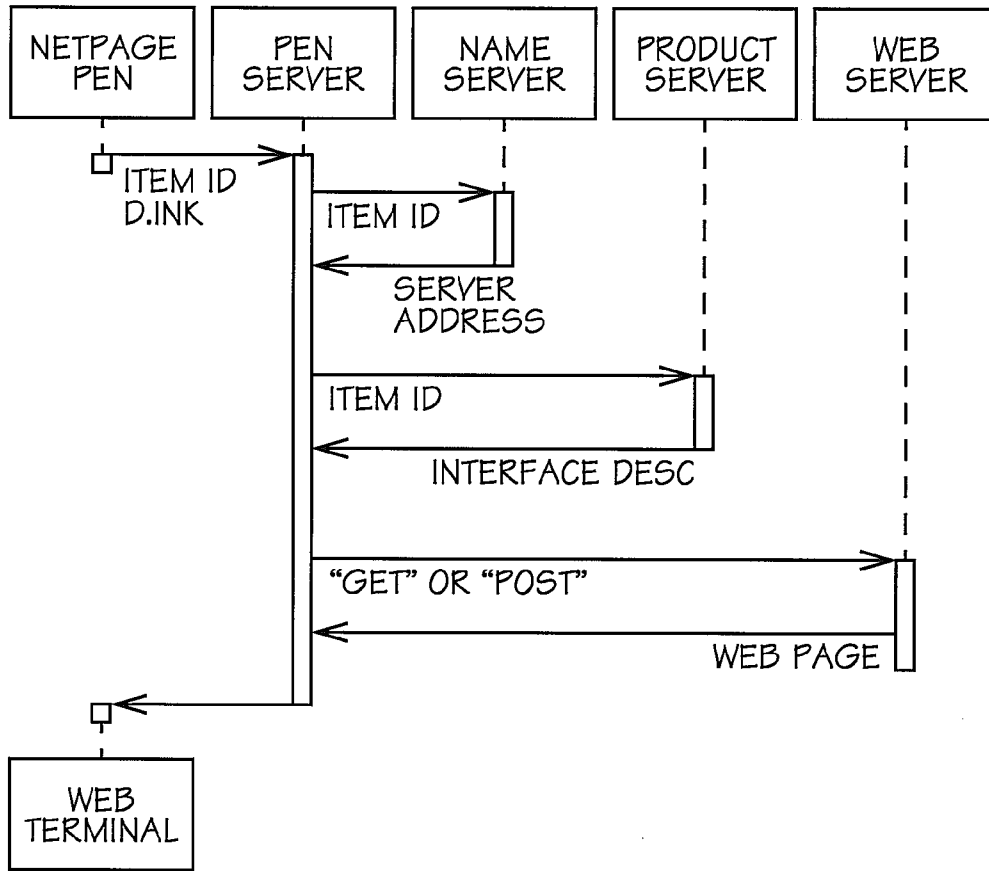 NETPAGE
PEN
PEN
SERVER
NAME
SERVER
PRODUCT
SERVER
WEB
SERVER
ITEM ID
D.INK
ITEM ID
SERVER
ADDRESS
ITEM ID
INTERFACE DESC
“GET” OR “POST”
WEB PAGE
WEB
TERMINAL